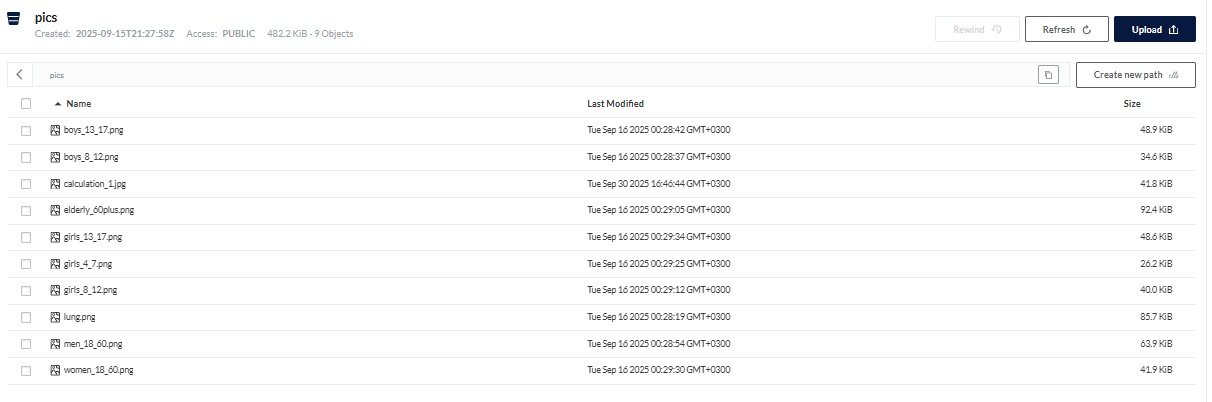 pics
Created: 2025-09-15T21:27:58Z Access: PUBLIC 482.2 KiB - 9 Objects
Rewind Refresh Upload
pics Create new path
Name Last Modified Size
boys_13_17.png Tue Sep 16 2025 00:28:42 GMT+0300 48.9 KiB
boys_8_12.png Tue Sep 16 2025 00:28:37 GMT+0300 34.6 KiB
calculation_1.jpg Tue Sep 30 2025 16:46:44 GMT+0300 41.8 KiB
elderly_60plus.png Tue Sep 16 2025 00:29:05 GMT+0300 92.4 KiB
girls_13_17.png Tue Sep 16 2025 00:29:34 GMT+0300 48.6 KiB
girls_4_7.png Tue Sep 16 2025 00:29:25 GMT+0300 26.2 KiB
girls_8_12.png Tue Sep 16 2025 00:29:12 GMT+0300 40.0 KiB
lung.png Tue Sep 16 2025 00:28:19 GMT+0300 85.7 KiB
men_18_60.png Tue Sep 16 2025 00:28:54 GMT+0300 63.9 KiB
women_18_60.png Tue Sep 16 2025 00:29:30 GMT+0300 41.9 KiB